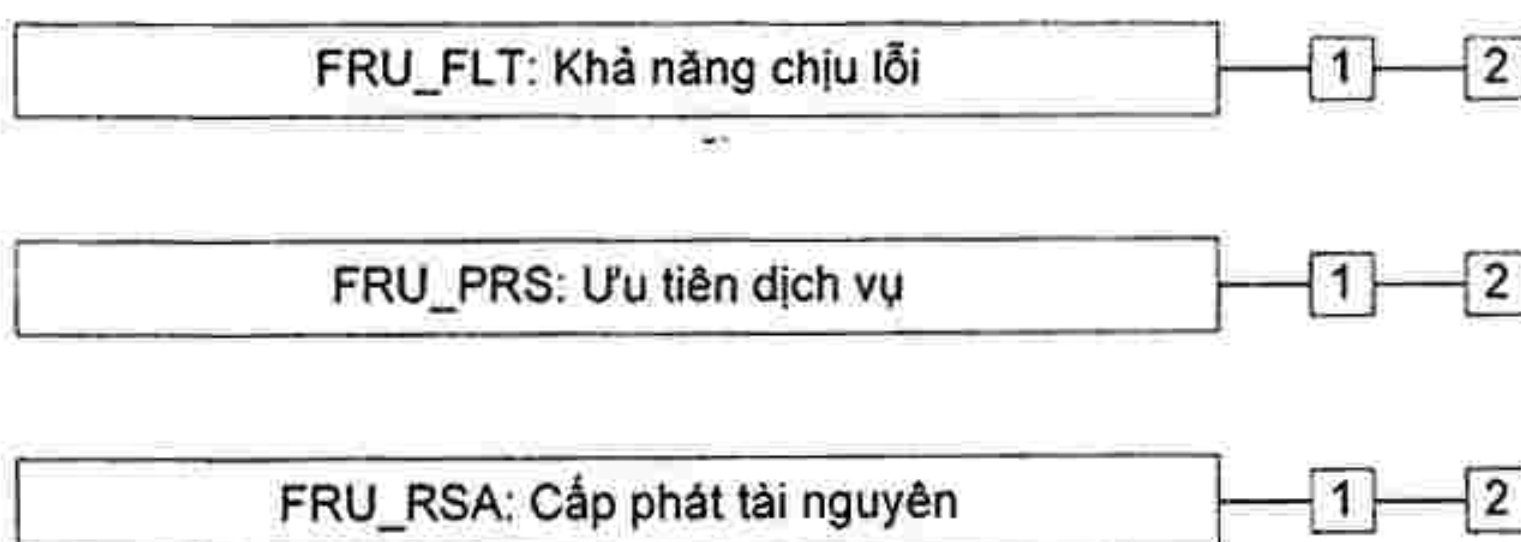 FRU_FLT: Khả năng chịu lỗi 1 2
FRU_PRS: Ưu tiên dịch vụ 1 2
FRU_RSA: Cấp phát tài nguyên 1 2